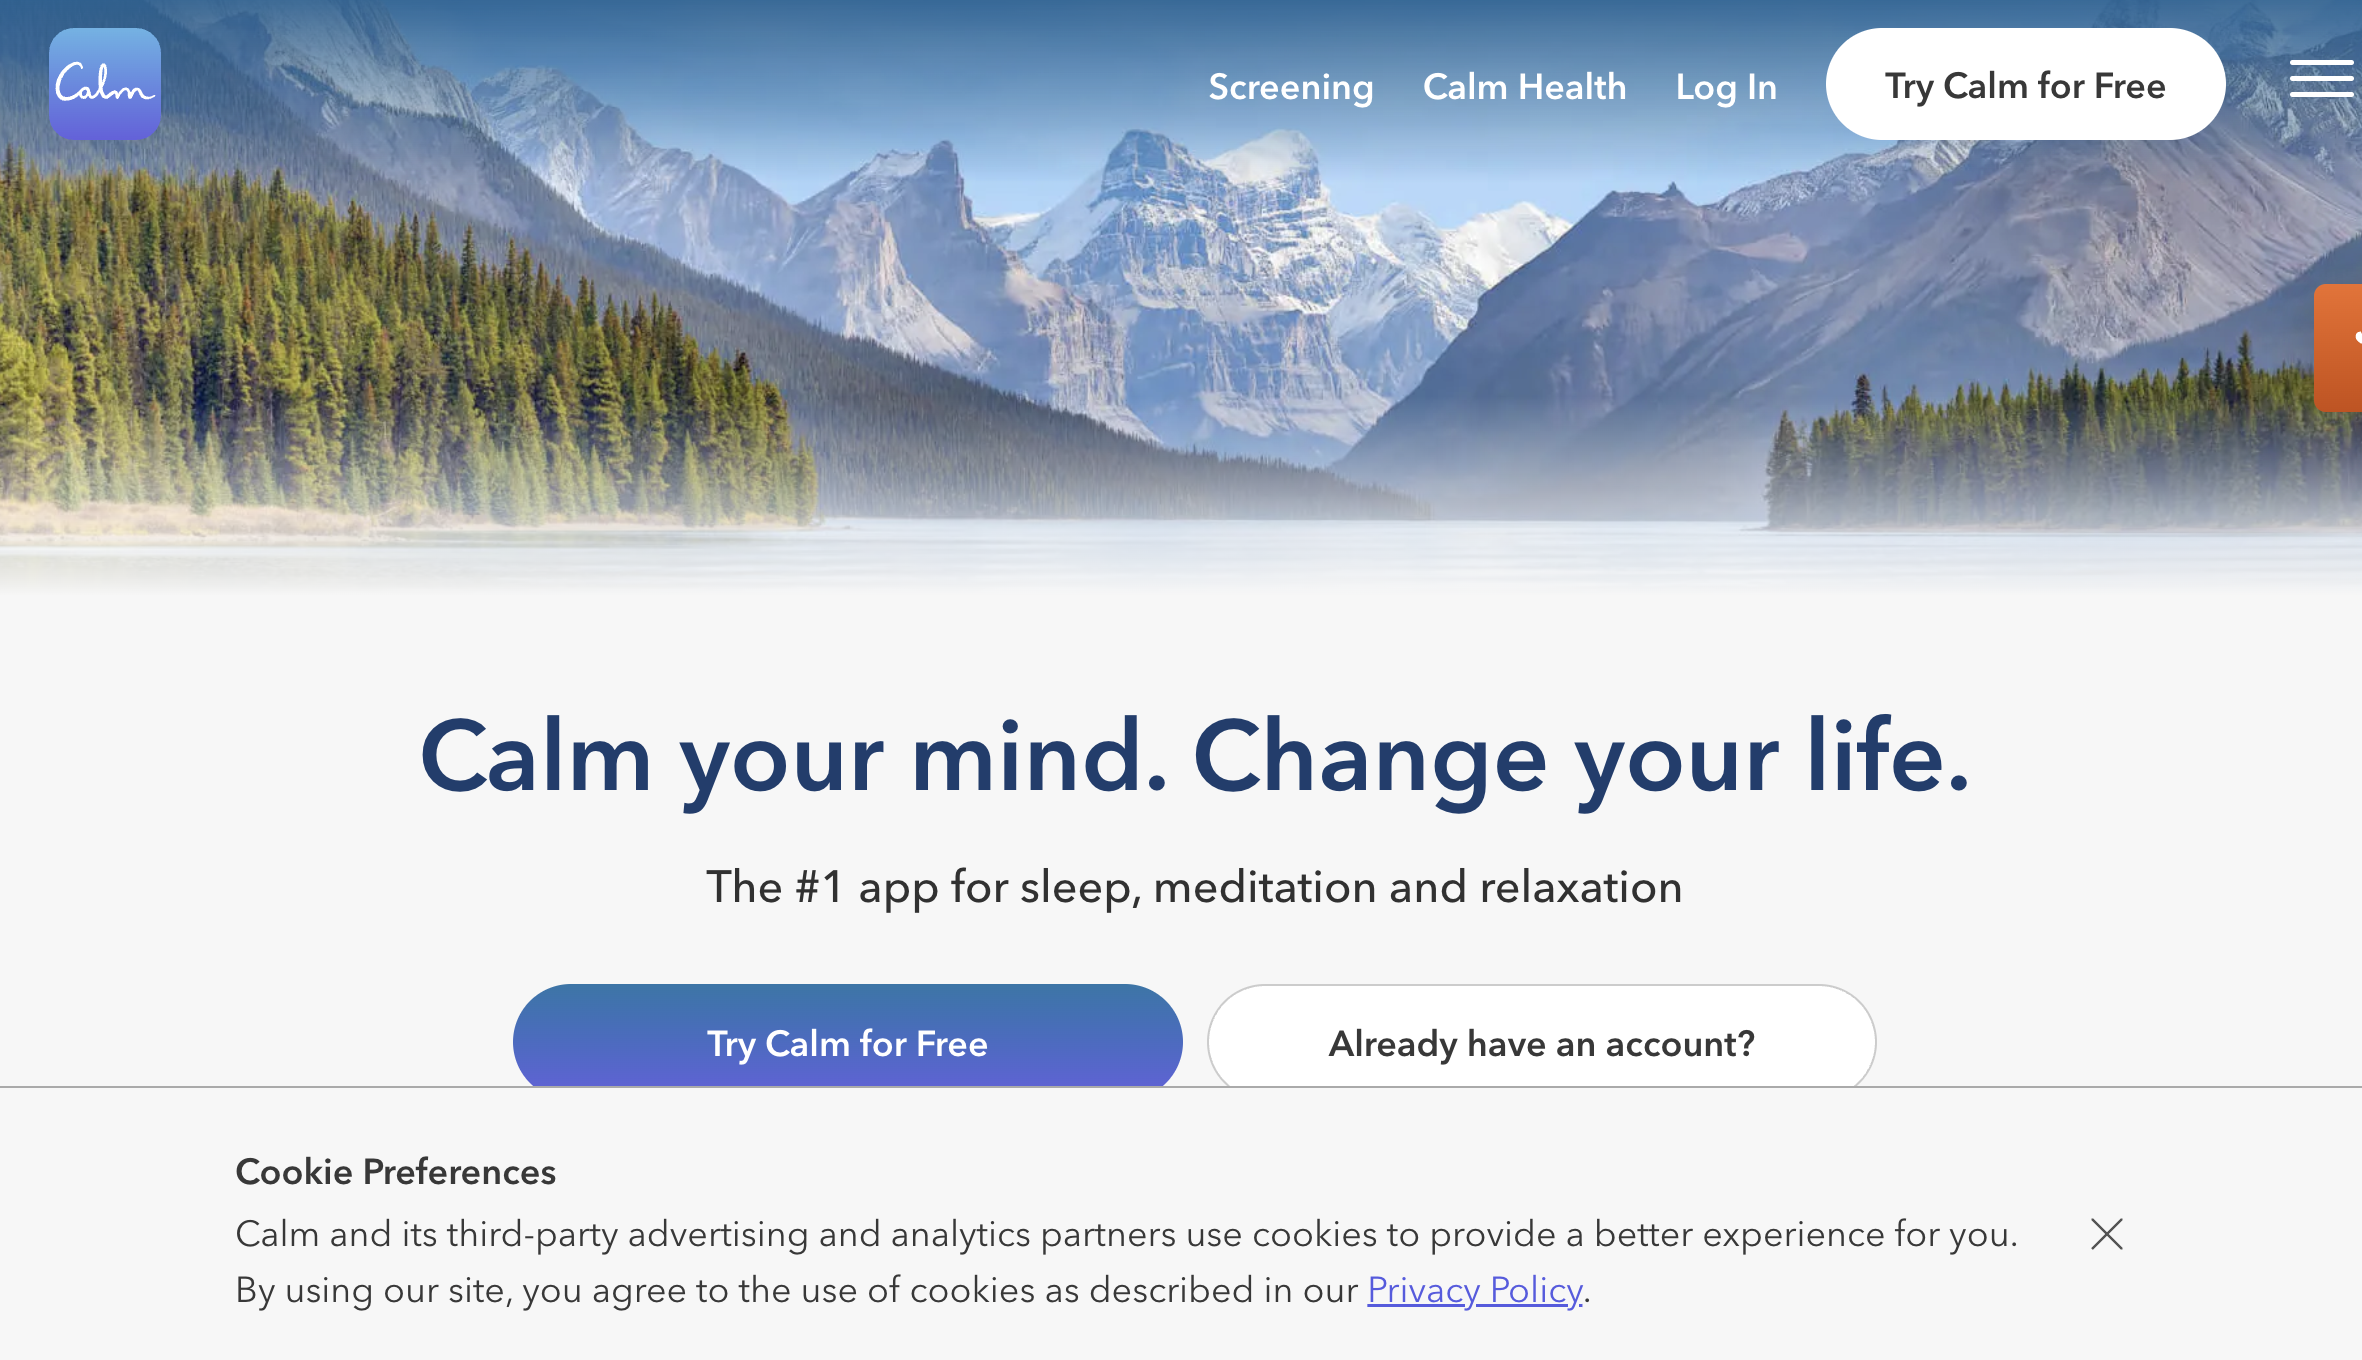 Calm
Screening
Calm Health
Log In
Try Calm for Free
Calm your mind. Change your life.
The #1 app for sleep, meditation and relaxation
Try Calm for Free
Already have an account?
Cookie Preferences
Calm and its third-party advertising and analytics partners use cookies to provide a better experience for you.
By using our site, you agree to the use of cookies as described in our Privacy Policy.